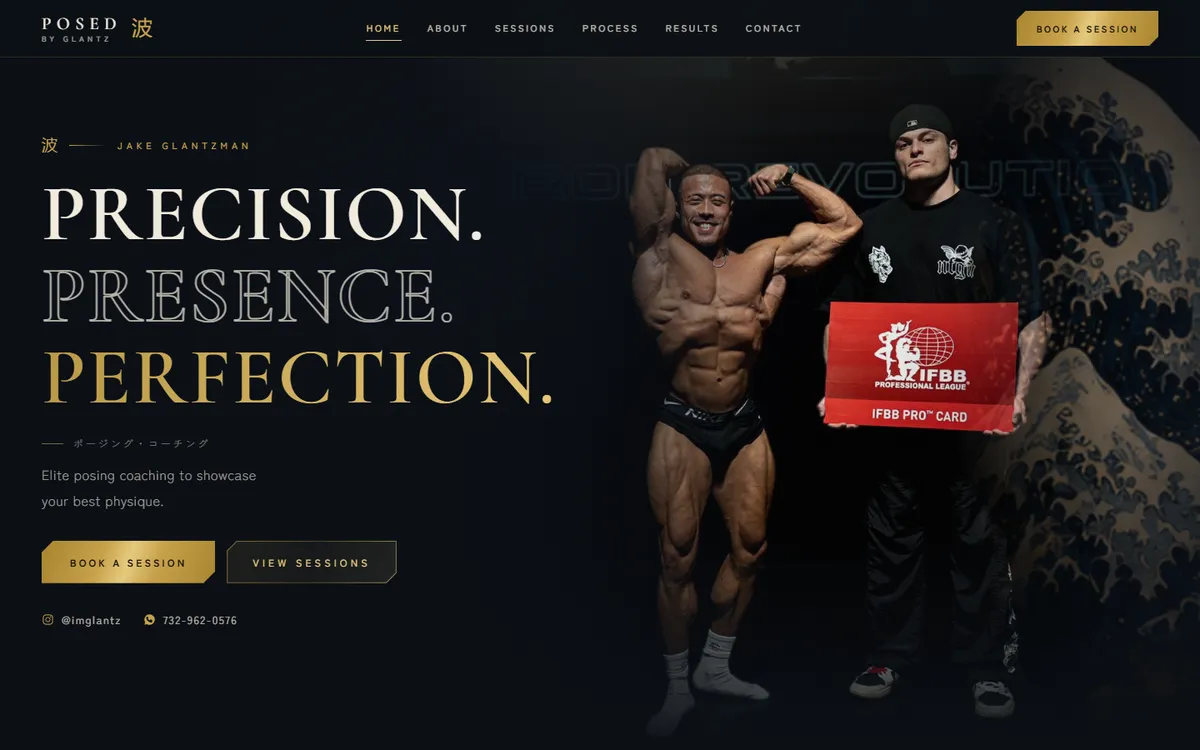 POSED
BY GLANTZ
波
HOME
ABOUT
SESSIONS
PROCESS
RESULTS
CONTACT
BOOK A SESSION
波
JAKE GLANTZMAN
PRECISION.
PRESENCE.
PERFECTION.
ポージング・コーチング
Elite posing coaching to showcase
your best physique.
BOOK A SESSION
VIEW SESSIONS
@imglantz
732-962-0576
IFBB
PROFESSIONAL LEAGUE®
IFBB PRO™ CARD
NIKE